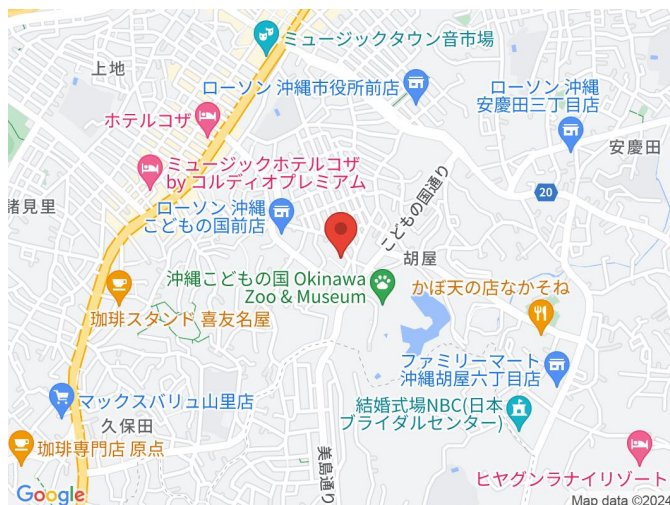 ミュージックタウン音市場
上地
ローソン 沖縄市役所前店
ローソン 沖縄
安慶田三丁目店
ホテルコザ
安慶田
ミュージックホテルコザ
by コルディオプレミアム
20
諸見里
ローソン 沖縄
こどもの国前店
こどもの国通り
胡屋
沖縄こどもの国 Okinawa
Zoo & Museum
かぼ天の店なかそね
珈琲スタンド 喜友名屋
ファミリーマート
沖縄胡屋六丁目店
マックスバリュ山里店
結婚式場NBC(日本
ブライダルセンター)
久保田
珈琲専門店 原点
美島通り
ヒヤグンラナイリゾート
Google
Map data ©2024